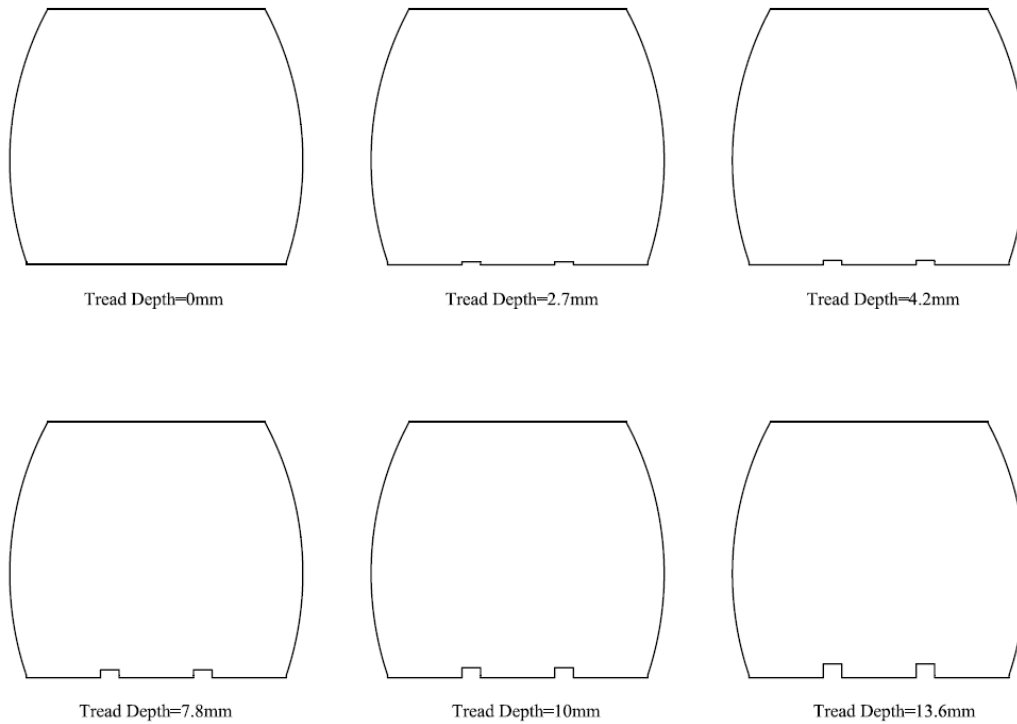 Tread Depth=0mm
Tread Depth=2.7mm
Tread Depth=4.2mm
Tread Depth=7.8mm
Tread Depth=10mm
Tread Depth=13.6mm